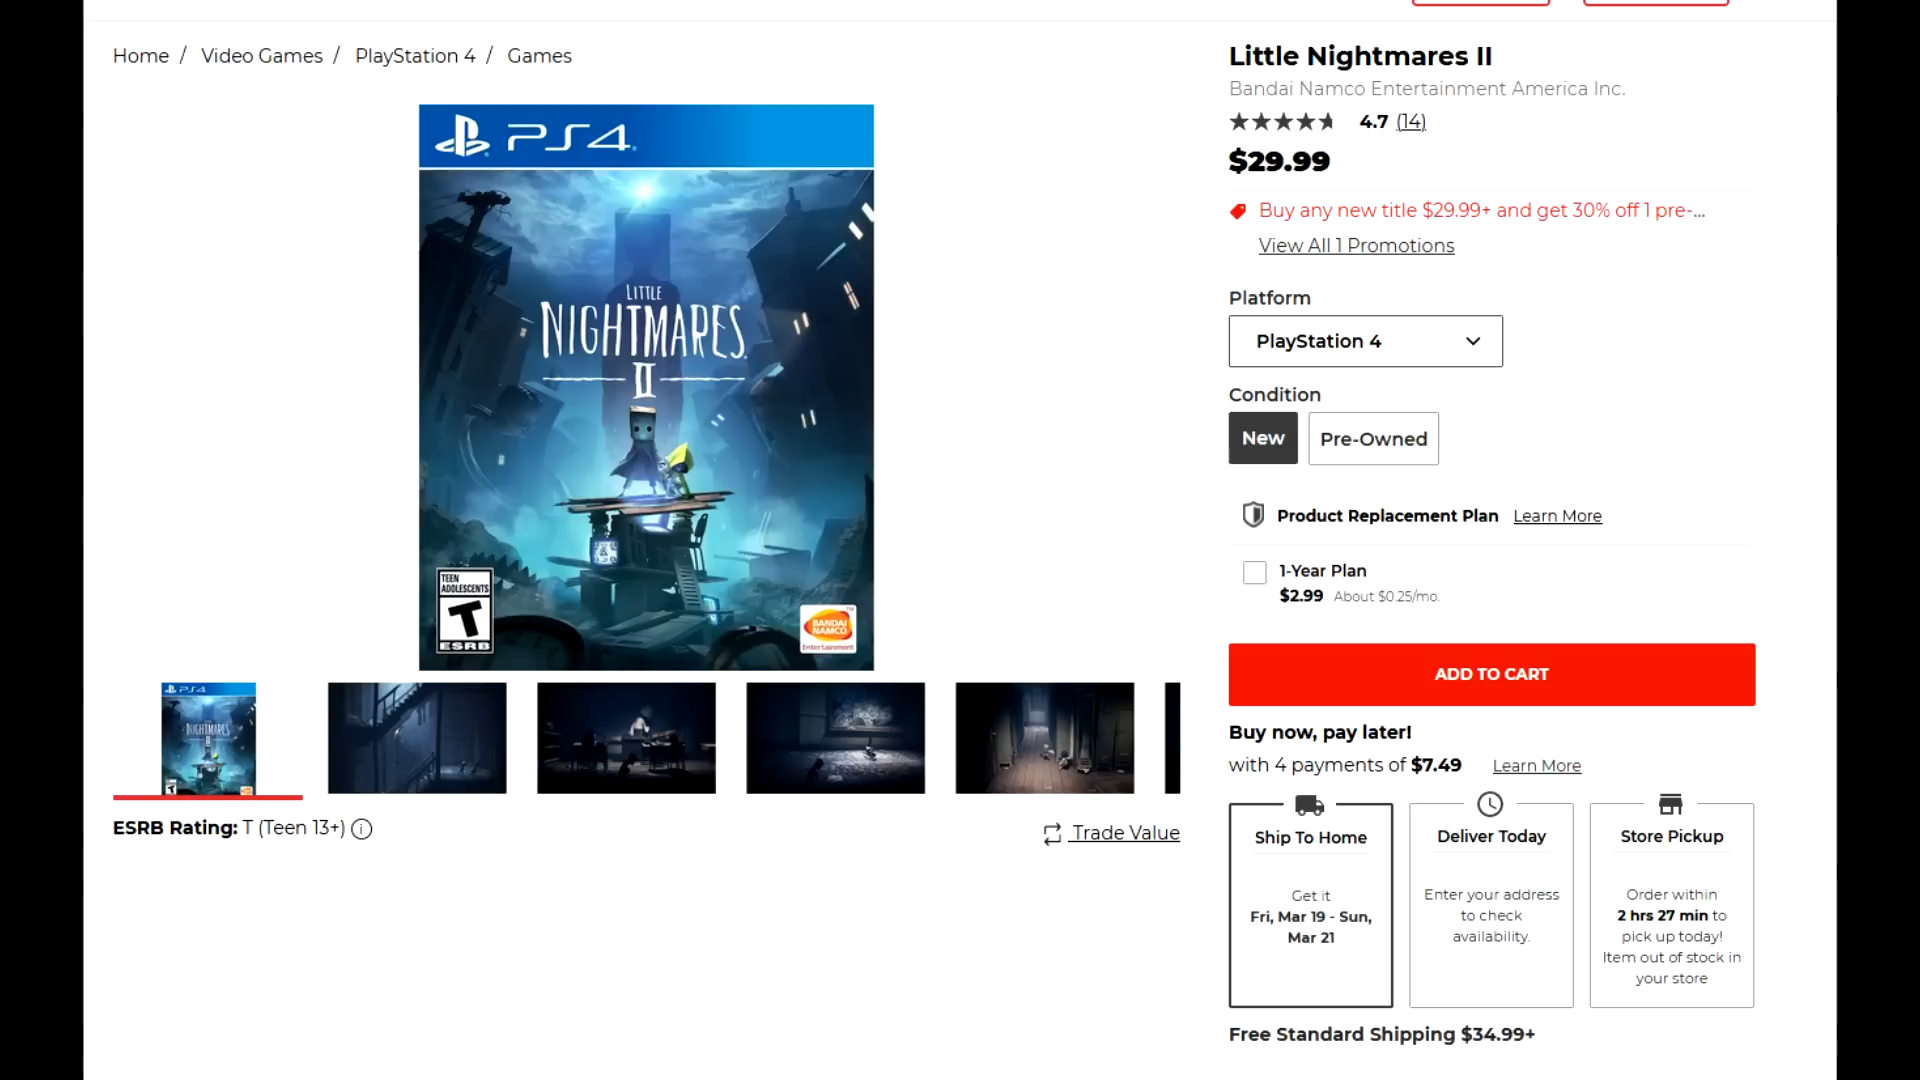 Home / Video Games / PlayStation 4 / Games
PS4
LITTLE
NIGHTMARES
II
TEEN
ADOLESCENTS
T
ESRB
BANDAI
NAMCO
Entertainment
PS4
NIGHTMARES
T
ESRB Rating: T (Teen 13+)
Trade Value
Little Nightmares II
Bandai Namco Entertainment America Inc.
4.7 (14)
$29.99
Buy any new title $29.99+ and get 30% off 1 pre-...
View All 1 Promotions
Platform
PlayStation 4
Condition
New Pre-Owned
Product Replacement Plan Learn More
1-Year Plan
$2.99 About $0.25/mo.
ADD TO CART
Buy now, pay later!
with 4 payments of $7.49 Learn More
Ship To Home
Get it
Fri, Mar 19 - Sun,
Mar 21
Deliver Today
Enter your address
to check
availability.
Store Pickup
Order within
2 hrs 27 min to
pick up today!
Item out of stock in
your store
Free Standard Shipping $34.99+